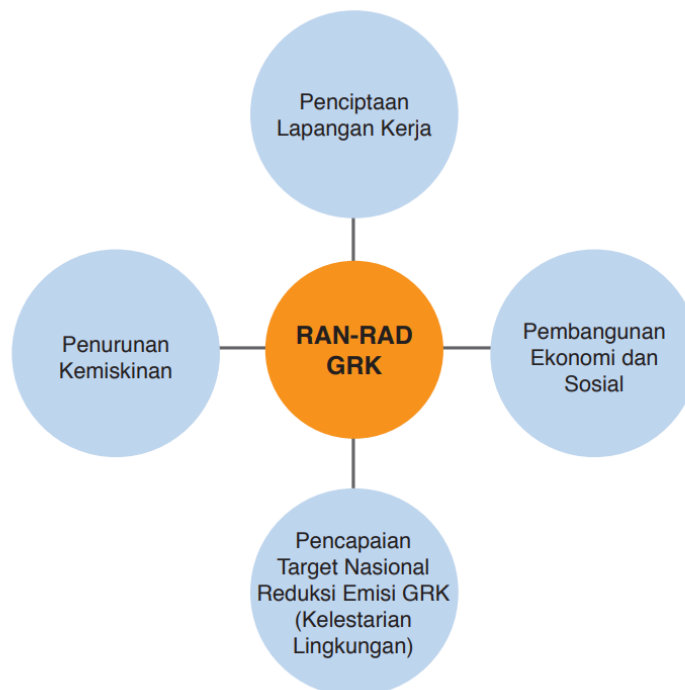 Penciptaan
Lapangan Kerja
Penurunan
Kemiskinan
RAN-RAD
GRK
Pembangunan
Ekonomi dan
Sosial
Pencapaian
Target Nasional
Reduksi Emisi GRK
(Kelestarian
Lingkungan)